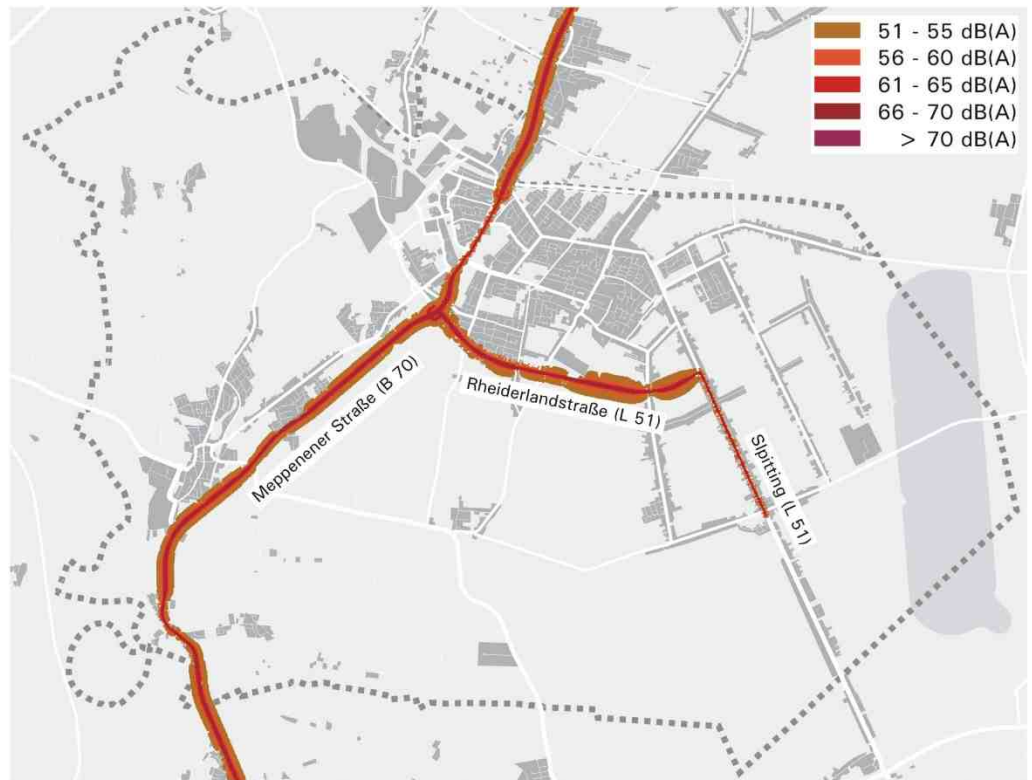 51 - 55 dB(A)
56 - 60 dB(A)
61 - 65 dB(A)
66 - 70 dB(A)
> 70 dB(A)
Meppenener Straße (B 70)
Rheiderlandstraße (L 51)
Slpitting (L 51)